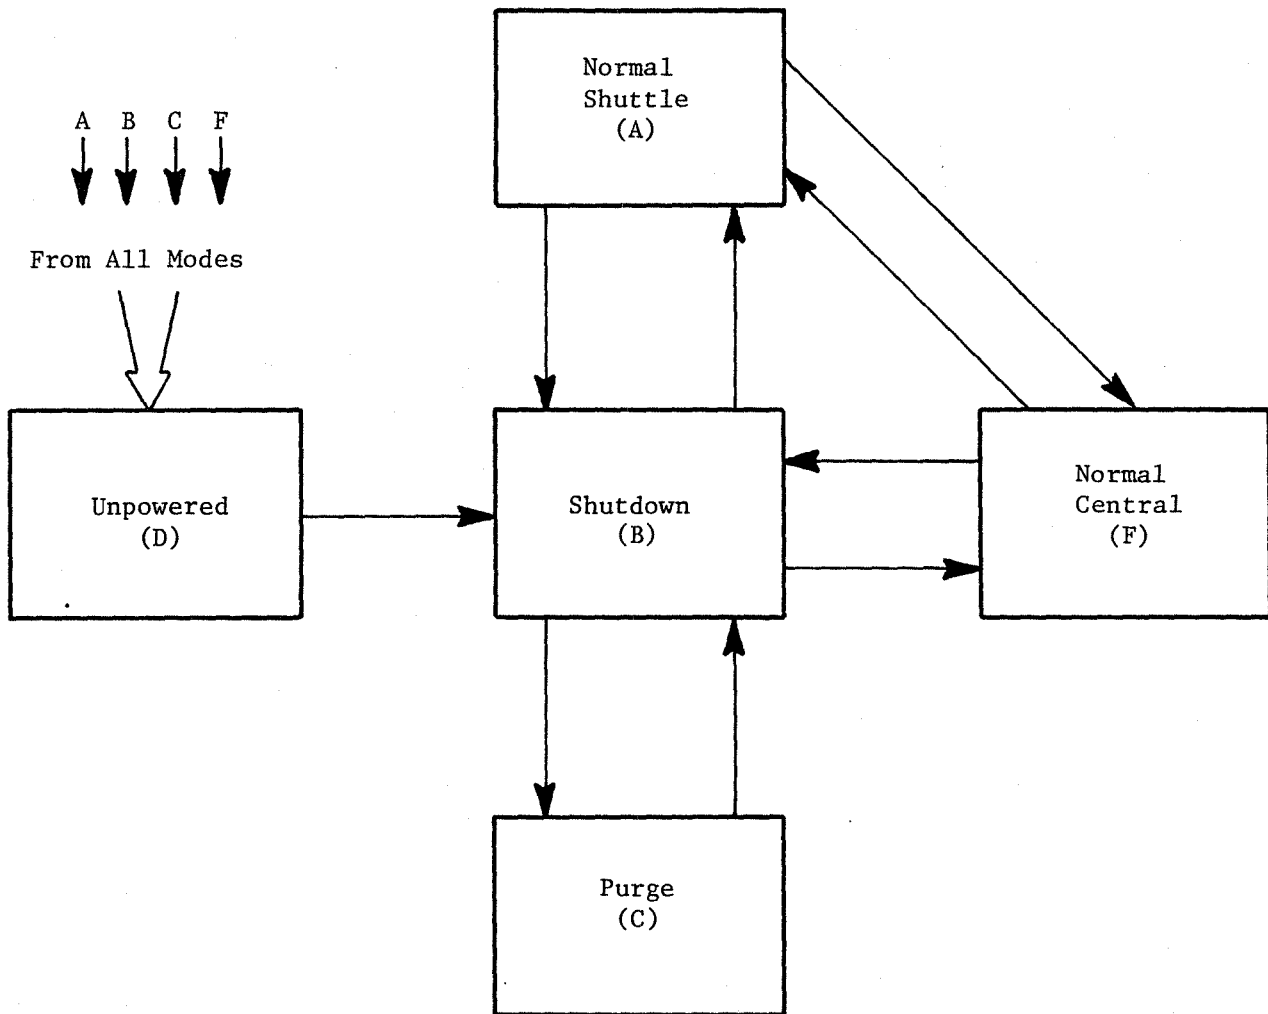 Normal
Shuttle
(A)
A B C F
From All Modes
Unpowered
(D)
Shutdown
(B)
Normal
Central
(F)
Purge
(C)